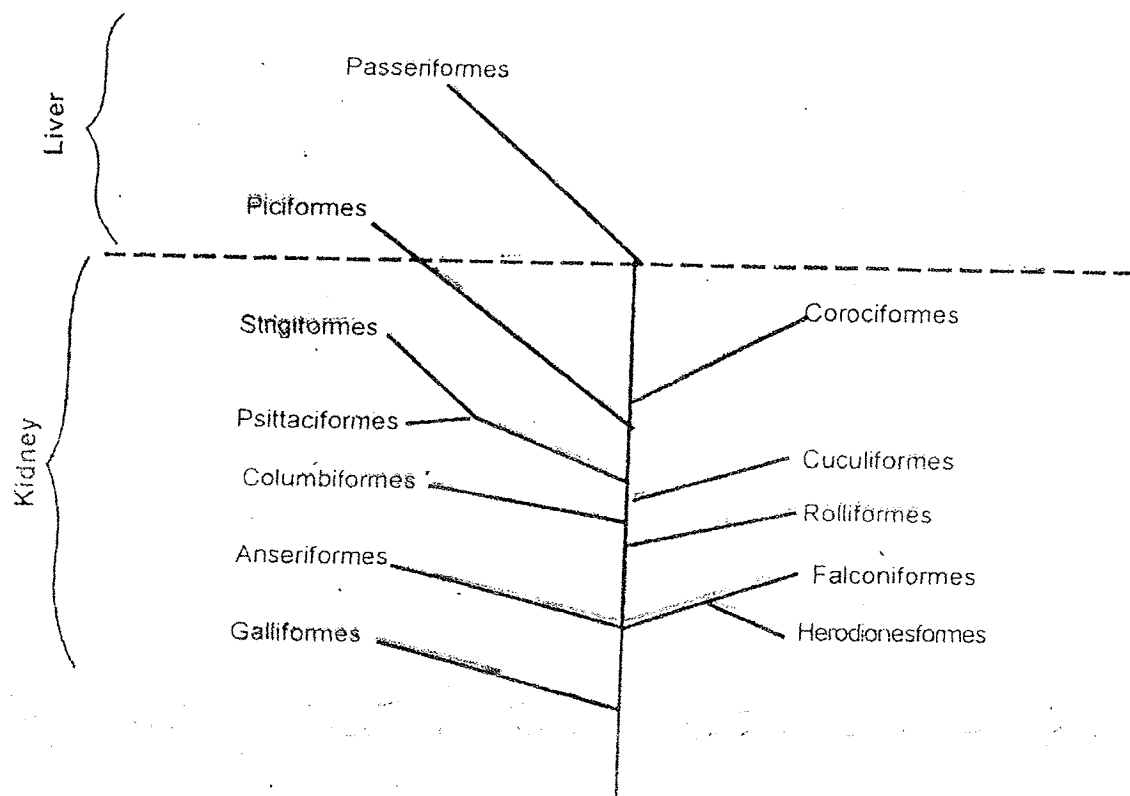 Liver
Passeriformes
Piciformes
Strigiformes
Corociformes
Kidney
Psittaciformes
Cuculiformes
Columbiformes
Rolliformes
Anseriformes
Falconiformes
Galliformes
Herodionesformes